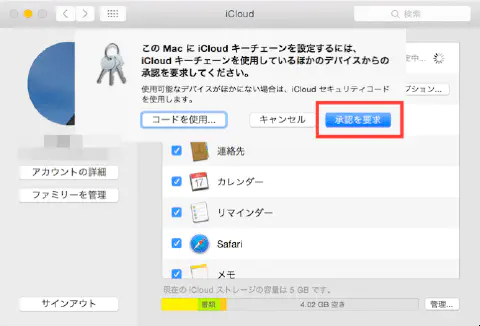 iCloud
検索
この Mac に iCloud キーチェーンを設定するには、
iCloud キーチェーンを使用しているほかのデバイスからの
承認を要求してください。
使用可能なデバイスがほかにない場合は、iCloud セキュリティコード
を使用します。
コードを使用...
キャンセル
承認を要求
定中...
プション...
アカウントの詳細
ファミリーを管理
連絡先
カレンダー
17
リマインダー
Safari
メモ
現在の iCloud ストレージの容量は 5 GB です。
書類
4.02 GB 空き
管理...
サインアウト